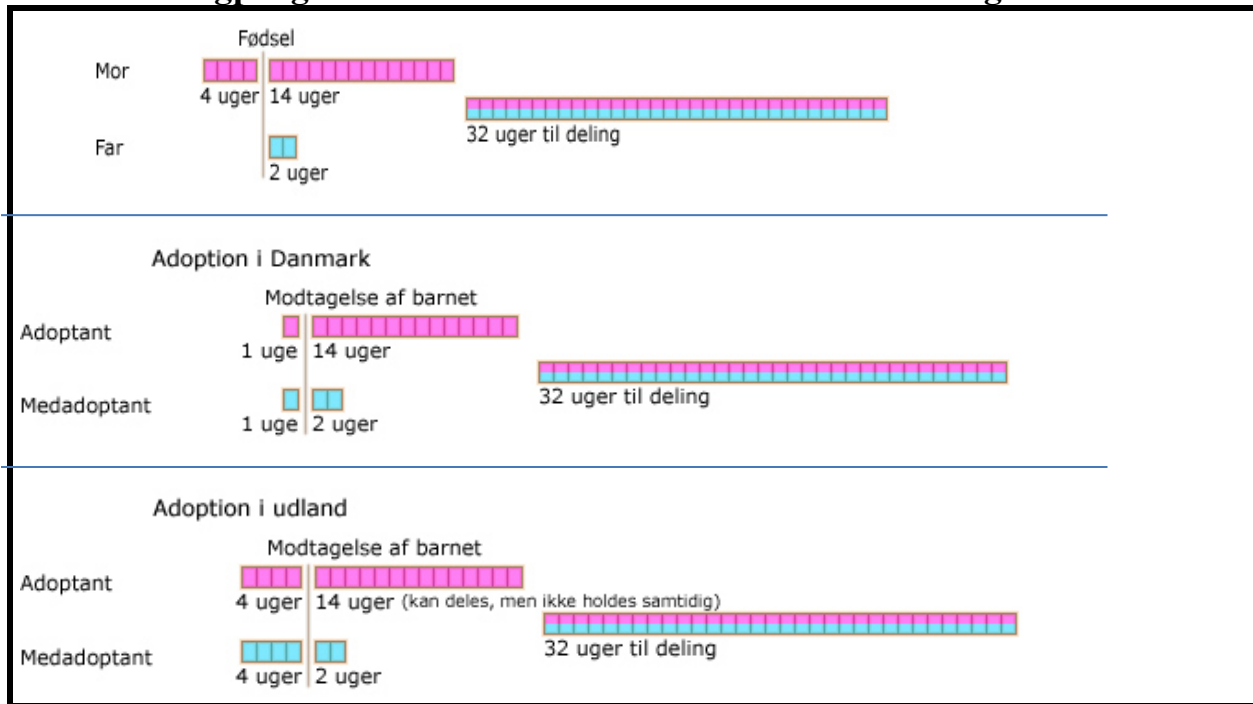 Fødsel
Mor
4 uger 14 uger
32 uger til deling
Far
2 uger
Adoption i Danmark
Modtagelse af barnet
Adoptant
1 uge 14 uger
32 uger til deling
Medadoptant
1 uge 2 uger
Adoption i udland
Modtagelse af barnet
Adoptant
4 uger 14 uger (kan deles, men ikke holdes samtidig)
32 uger til deling
Medadoptant
4 uger 2 uger